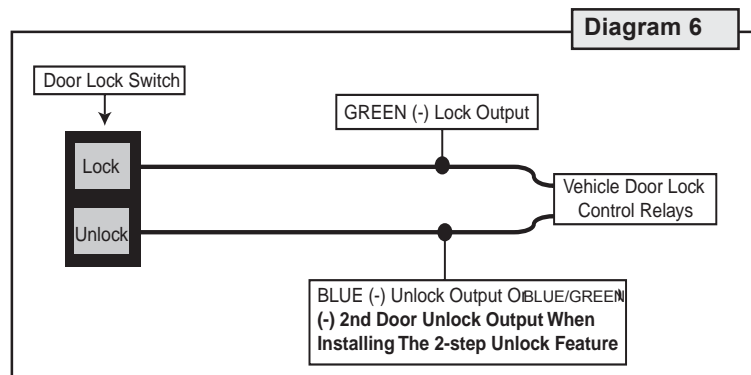 Diagram 6
Door Lock Switch
GREEN (-) Lock Output
Lock
Vehicle Door Lock
Control Relays
Unlock
BLUE (-) Unlock Output Or BLUE/GREEN
(-) 2nd Door Unlock Output When
Installing The 2-step Unlock Feature